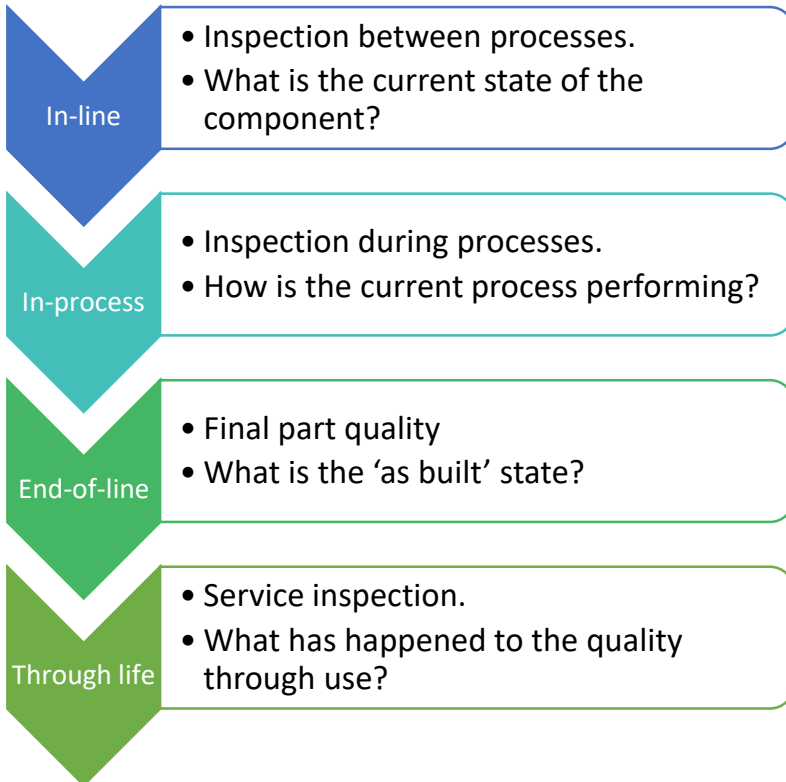 In-line
• Inspection between processes.
• What is the current state of the
component?
In-process
• Inspection during processes.
• How is the current process performing?
End-of-line
• Final part quality
• What is the ‘as built’ state?
Through life
• Service inspection.
• What has happened to the quality
through use?